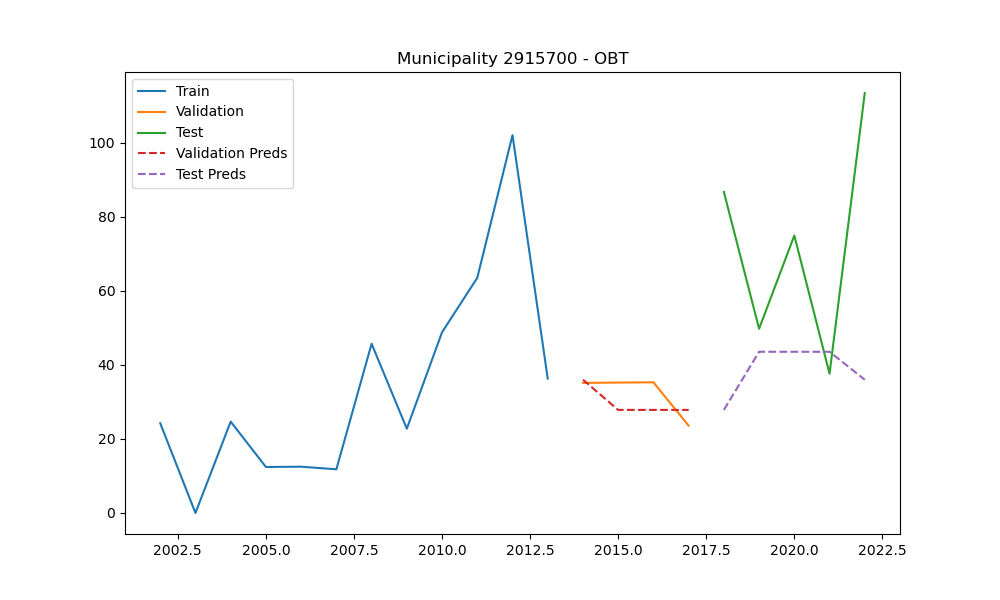 Municipality 2915700 - OBT
Train
Validation
Test
Validation Preds
Test Preds
100
80
60
40
20
0
2002.5 2005.0 2007.5 2010.0 2012.5 2015.0 2017.5 2020.0 2022.5